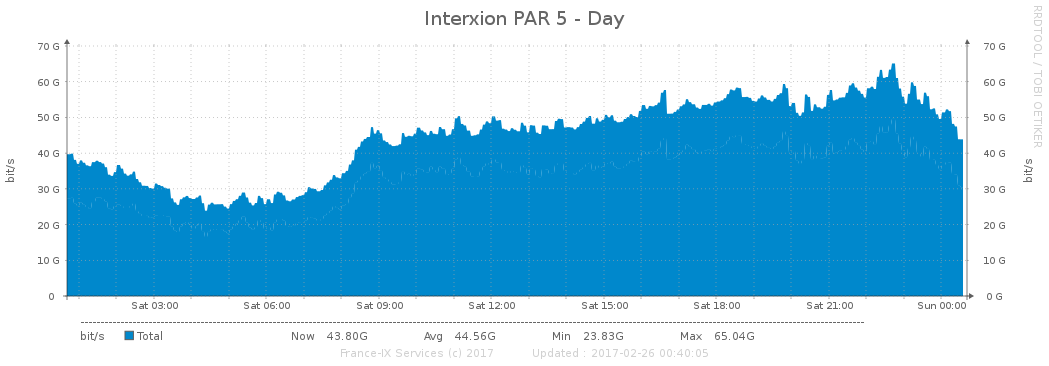 Interxion PAR 5 - Day
RRDTOOL / TOBI OETIKER
bit/s
70 G
60 G
50 G
40 G
30 G
20 G
10 G
0
70 G
60 G
50 G
40 G
30 G
20 G
10 G
0 G
bit/s
Sat 03:00 Sat 06:00 Sat 09:00 Sat 12:00 Sat 15:00 Sat 18:00 Sat 21:00 Sun 00:00
bit/s Total Now 43.80G Avg 44.56G Min 23.83G Max 65.04G
France-IX Services (c) 2017 Updated : 2017-02-26 00:40:05